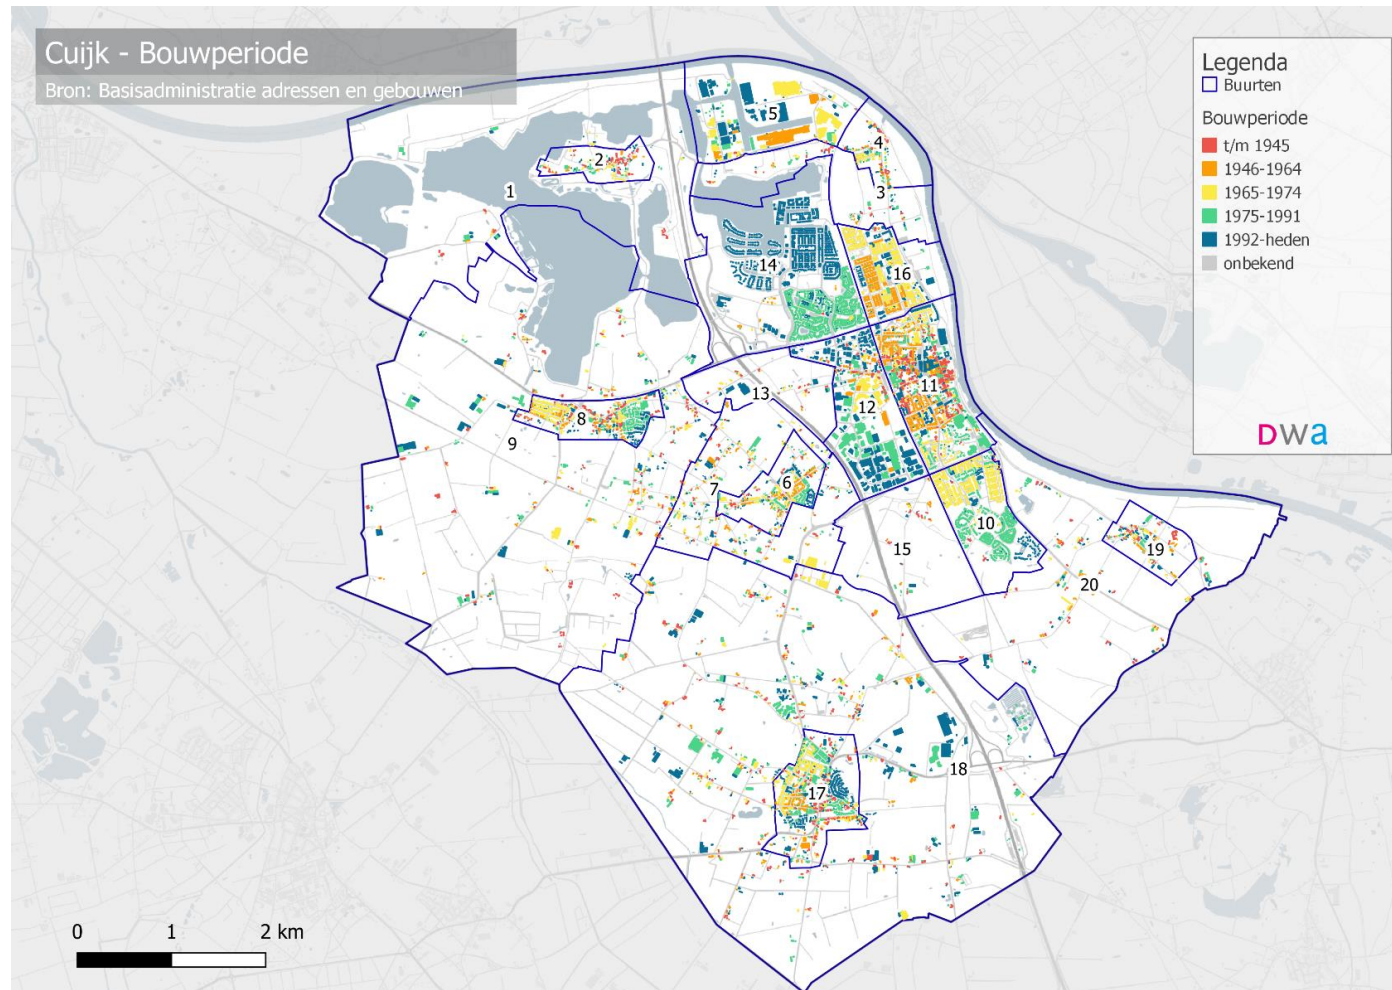 Cuijk - Bouwperiode
Bron: Basisadministratie adressen en gebouwen
Legenda
Buurten
Bouwperiode
t/m 1945
1946-1964
1965-1974
1975-1991
1992-heden
onbekend
DWa
5
4
2
1
3
14
16
11
13
12
8
9
6
7
10
15
19
20
18
17
0 1 2 km